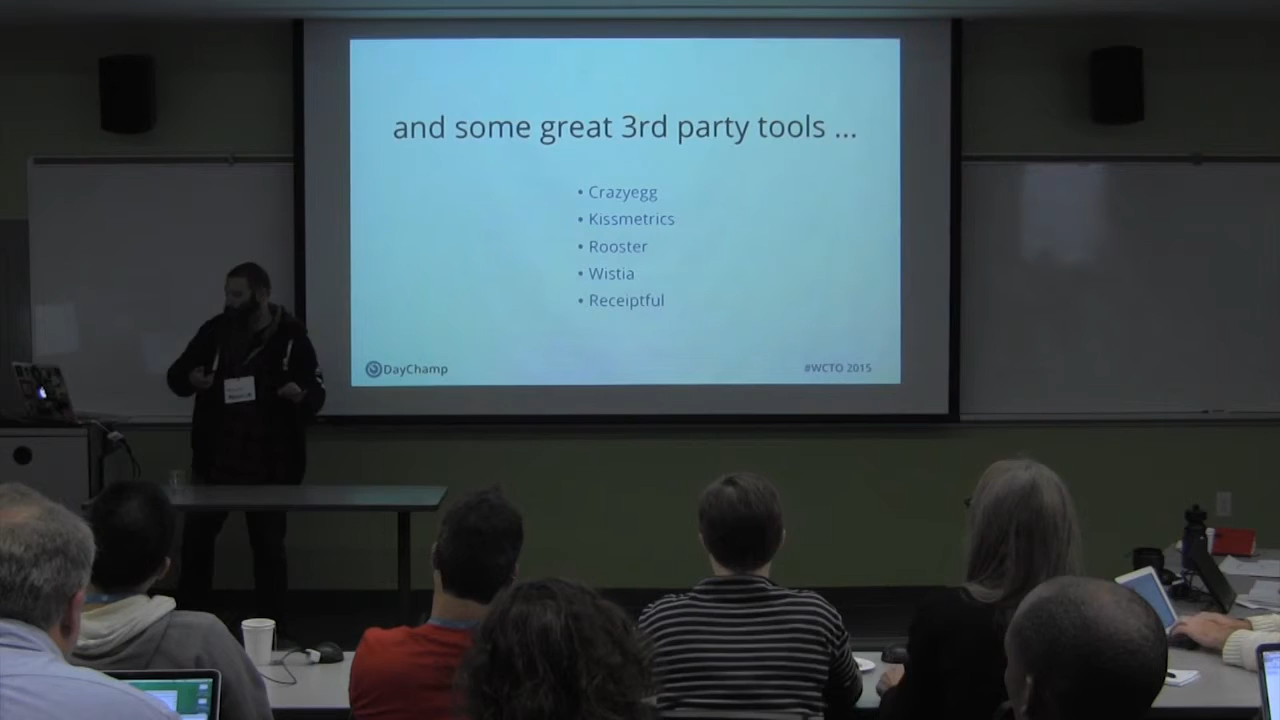 and some great 3rd party tools ...
• Crazyegg
• Kissmetrics
• Rooster
• Wistia
• Receiptful
DayChamp
#WCTO 2015